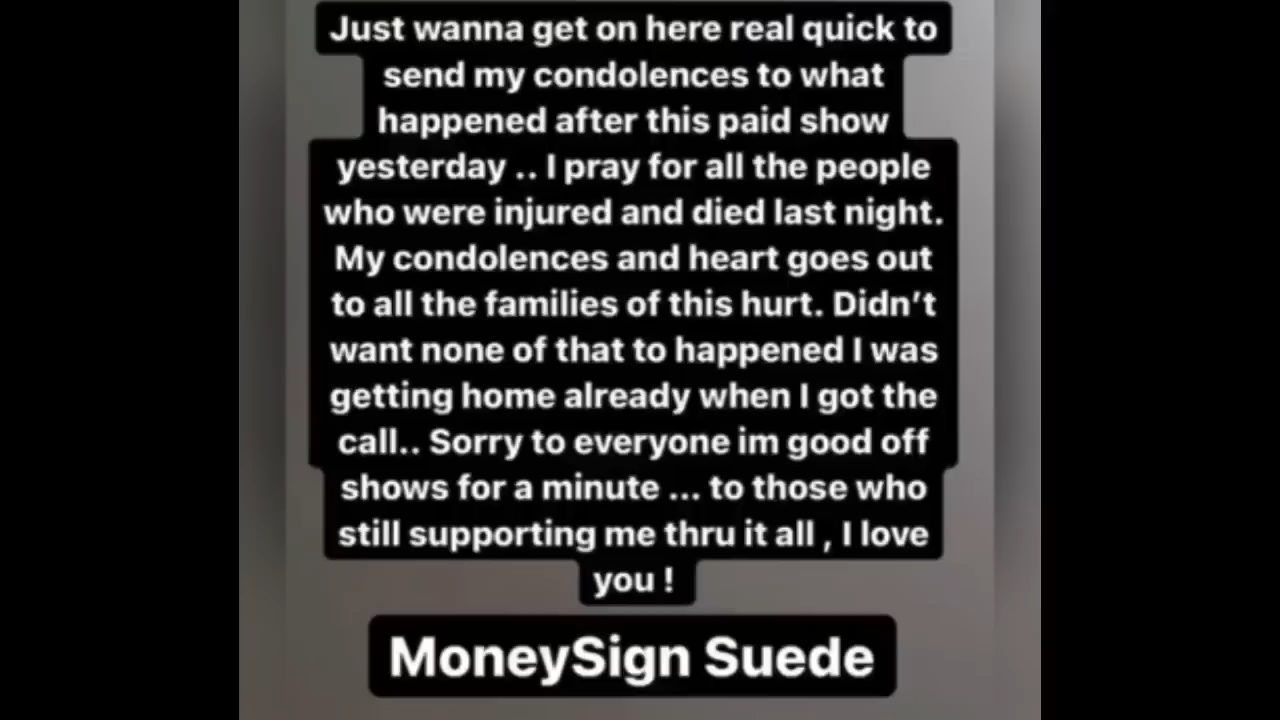 Just wanna get on here real quick to
send my condolences to what
happened after this paid show
yesterday .. I pray for all the people
who were injured and died last night.
My condolences and heart goes out
to all the families of this hurt. Didn’t
want none of that to happened I was
getting home already when I got the
call.. Sorry to everyone im good off
shows for a minute ... to those who
still supporting me thru it all , I love
you !
MoneySign Suede